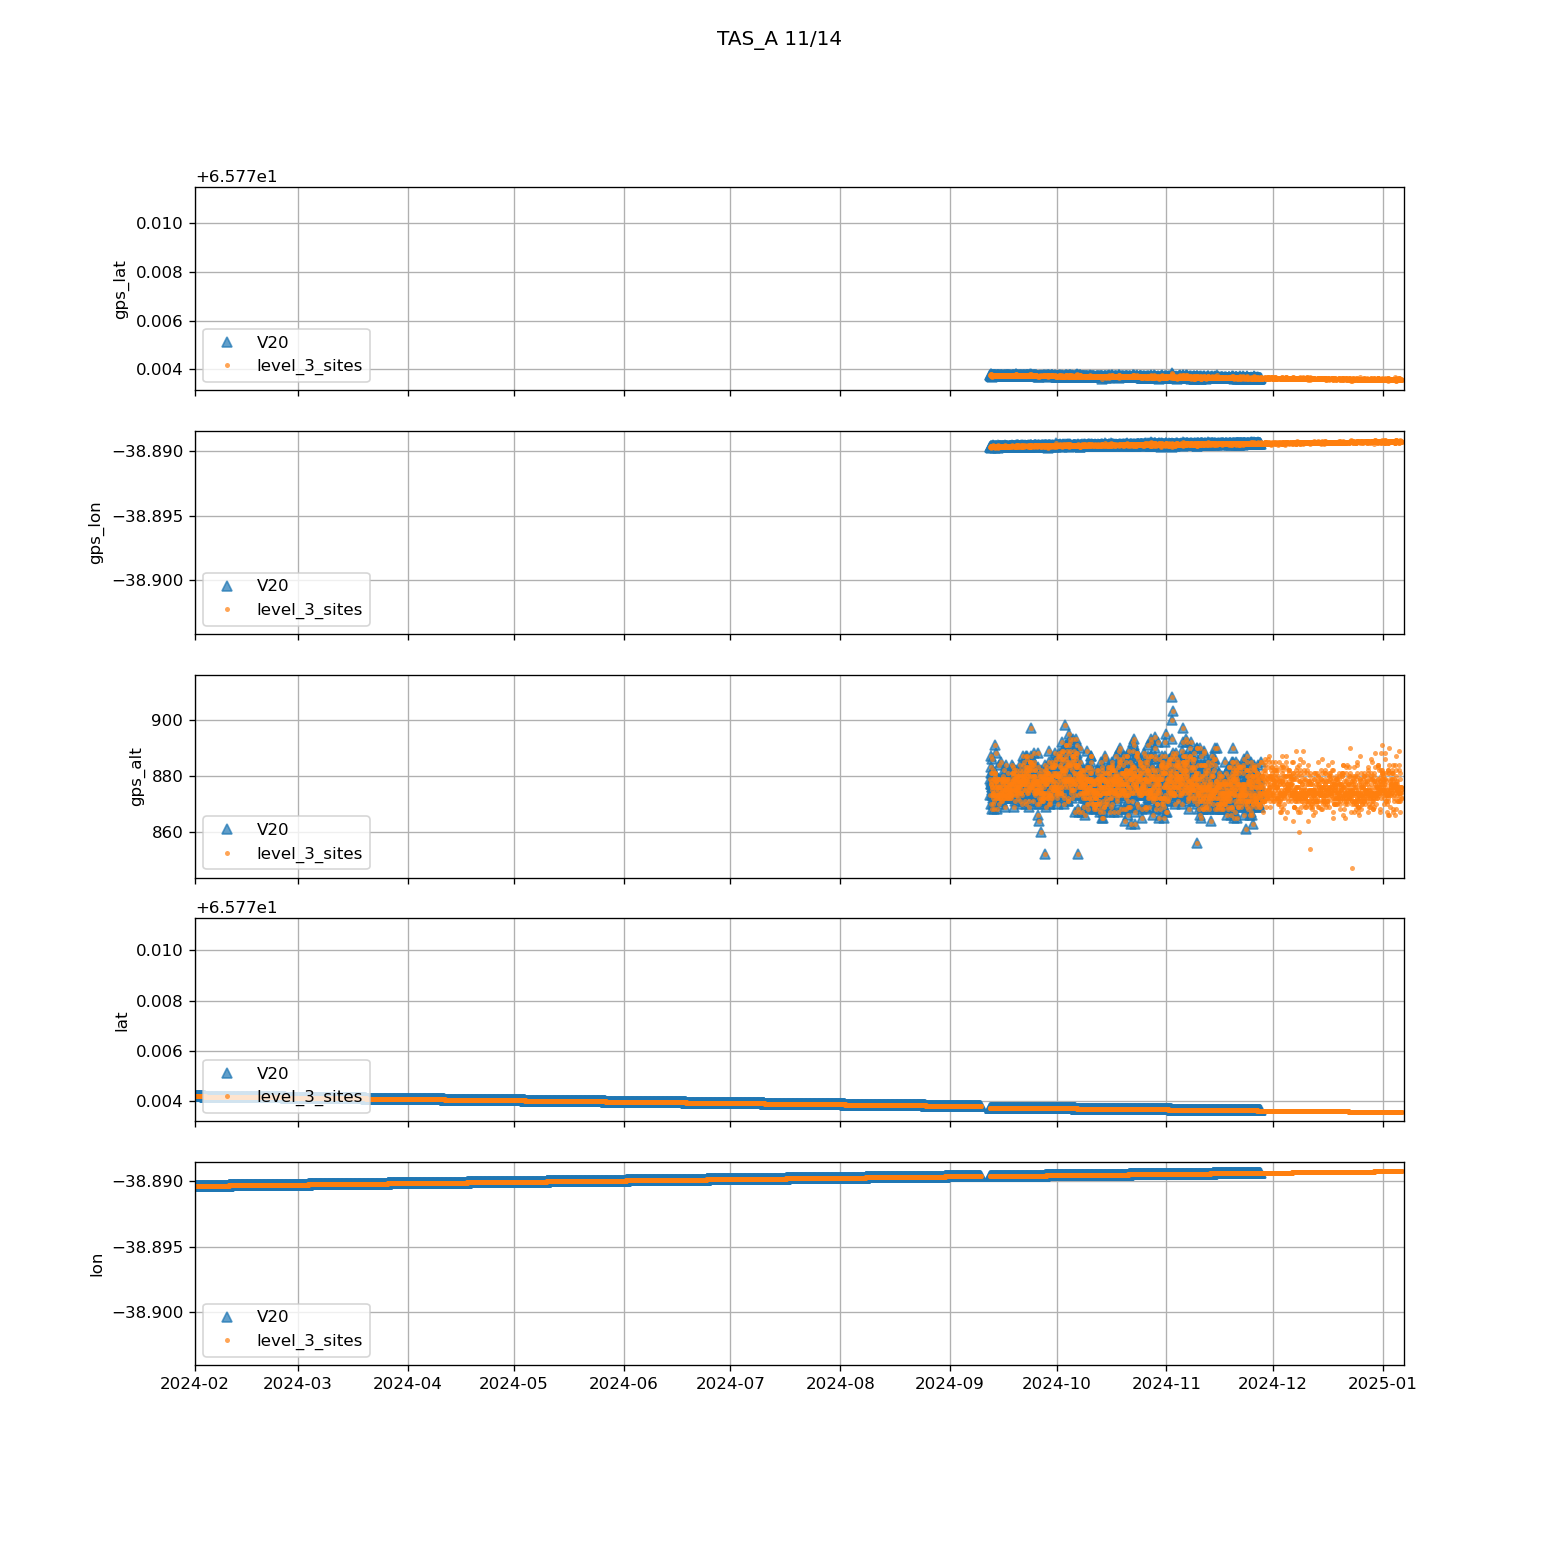 TAS_A 11/14
+6.577e1
0.010
0.008
0.006
0.004
gps_lat
V20
level_3_sites
−38.890
−38.895
−38.900
gps_lon
V20
level_3_sites
900
880
860
gps_alt
V20
level_3_sites
+6.577e1
0.010
0.008
0.006
0.004
lat
V20
level_3_sites
−38.890
−38.895
−38.900
lon
V20
level_3_sites
2024-02 2024-03 2024-04 2024-05 2024-06 2024-07 2024-08 2024-09 2024-10 2024-11 2024-12 2025-01